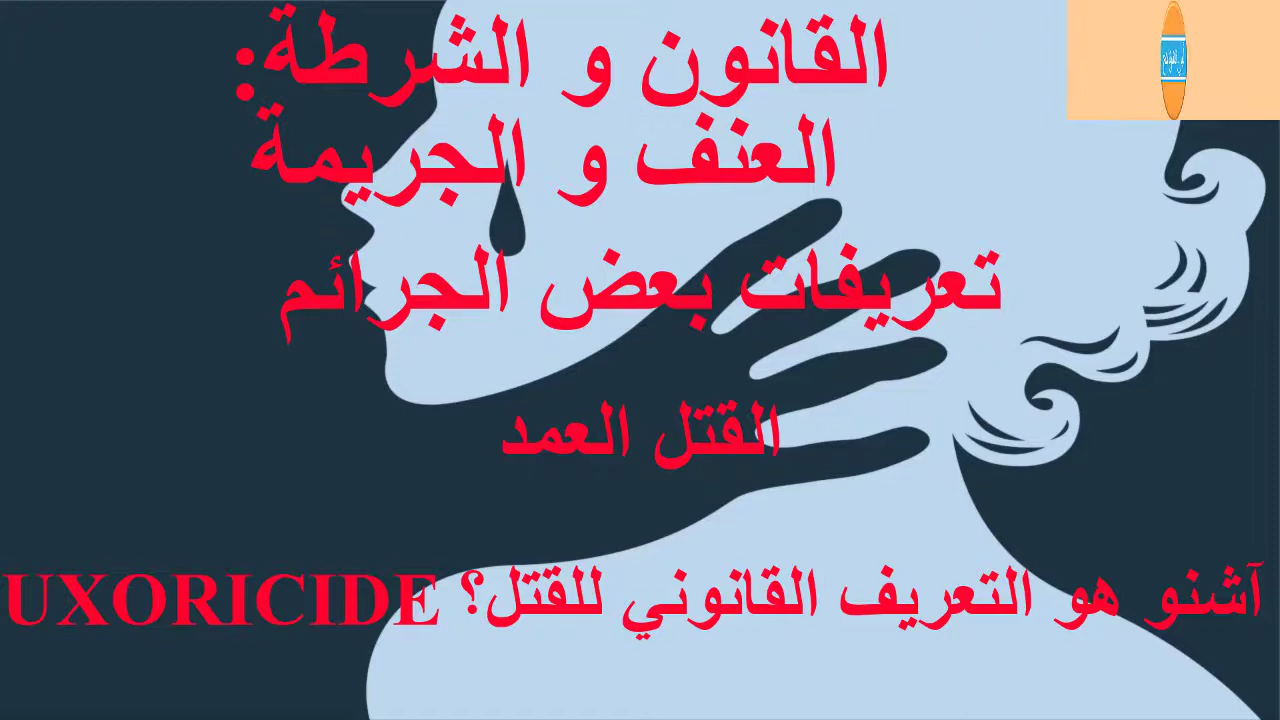 القانون و الشرطة:
العنف و الجريمة
تعريفات بعض الجرائم
القتل العمد
آشنو هو التعريف القانوني للقتل؟ UXORICIDE